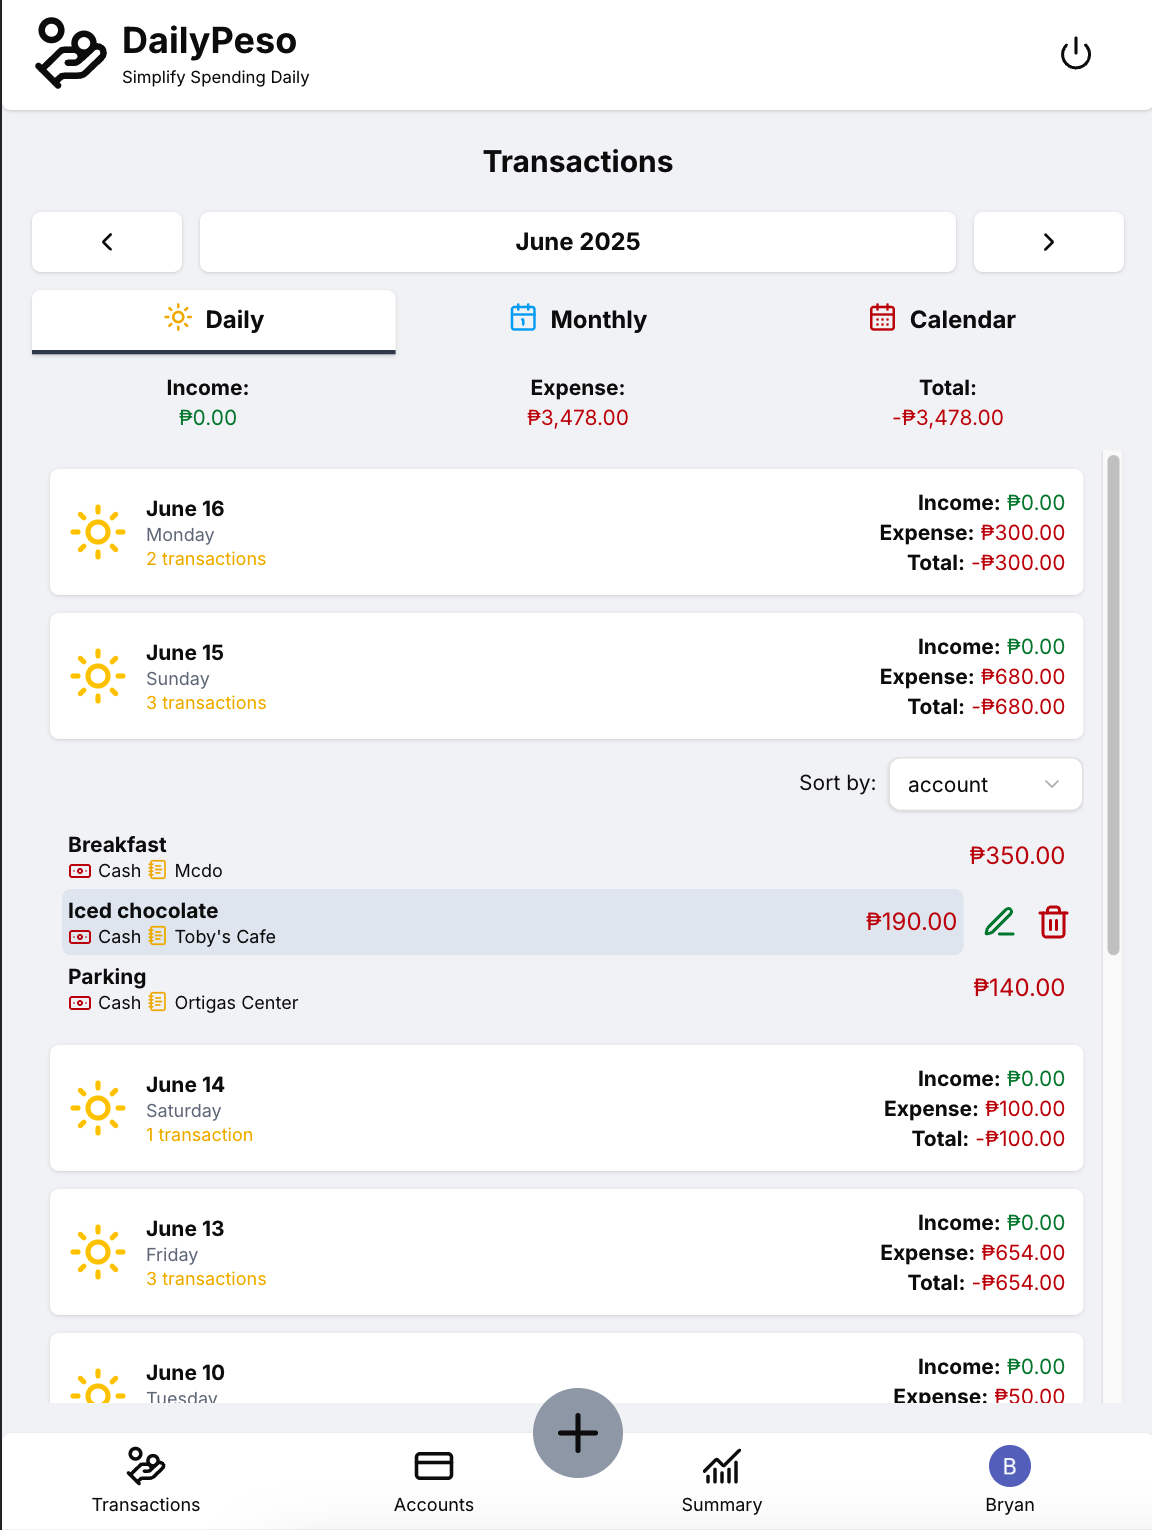 DailyPeso
Simplify Spending Daily
Transactions
June 2025
Daily
Monthly
Calendar
Income:
₱0.00
Expense:
₱3,478.00
Total:
-₱3,478.00
June 16
Monday
2 transactions
Income: ₱0.00
Expense: ₱300.00
Total: -₱300.00
June 15
Sunday
3 transactions
Income: ₱0.00
Expense: ₱680.00
Total: -₱680.00
Sort by: account
Breakfast
Cash Mcdo
₱350.00
Iced chocolate
Cash Toby's Cafe
₱190.00
Parking
Cash Ortigas Center
₱140.00
June 14
Saturday
1 transaction
Income: ₱0.00
Expense: ₱100.00
Total: -₱100.00
June 13
Friday
3 transactions
Income: ₱0.00
Expense: ₱654.00
Total: -₱654.00
June 10
Tuesday
Income: ₱0.00
Expense: ₱50.00
Transactions
Accounts
Summary
B
Bryan